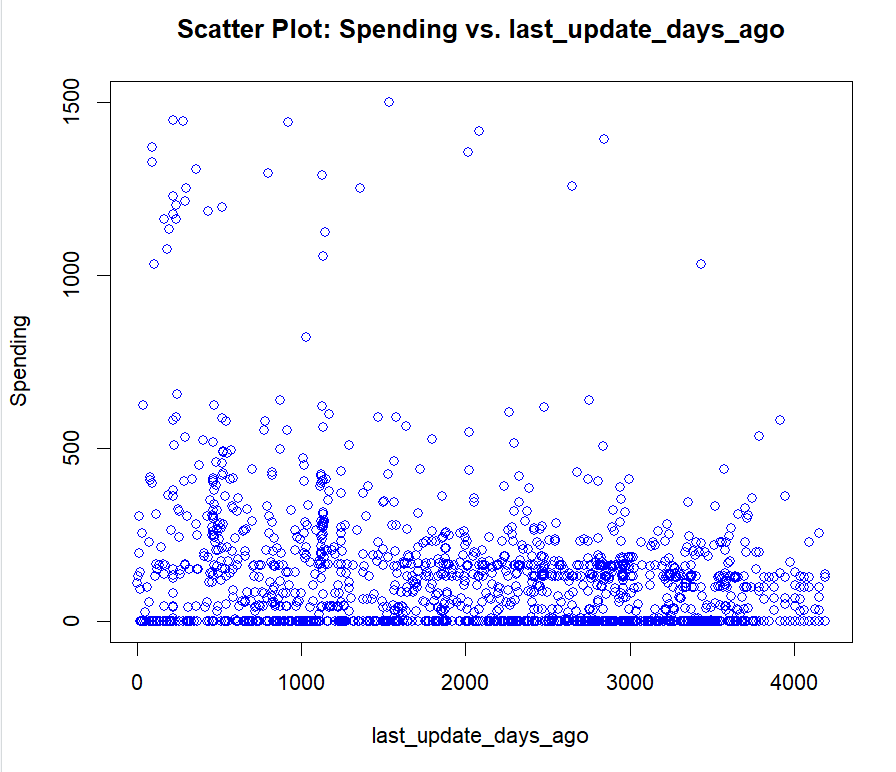 Scatter Plot: Spending vs. last_update_days_ago
1500
1000
500
0
Spending
0 1000 2000 3000 4000
last_update_days_ago